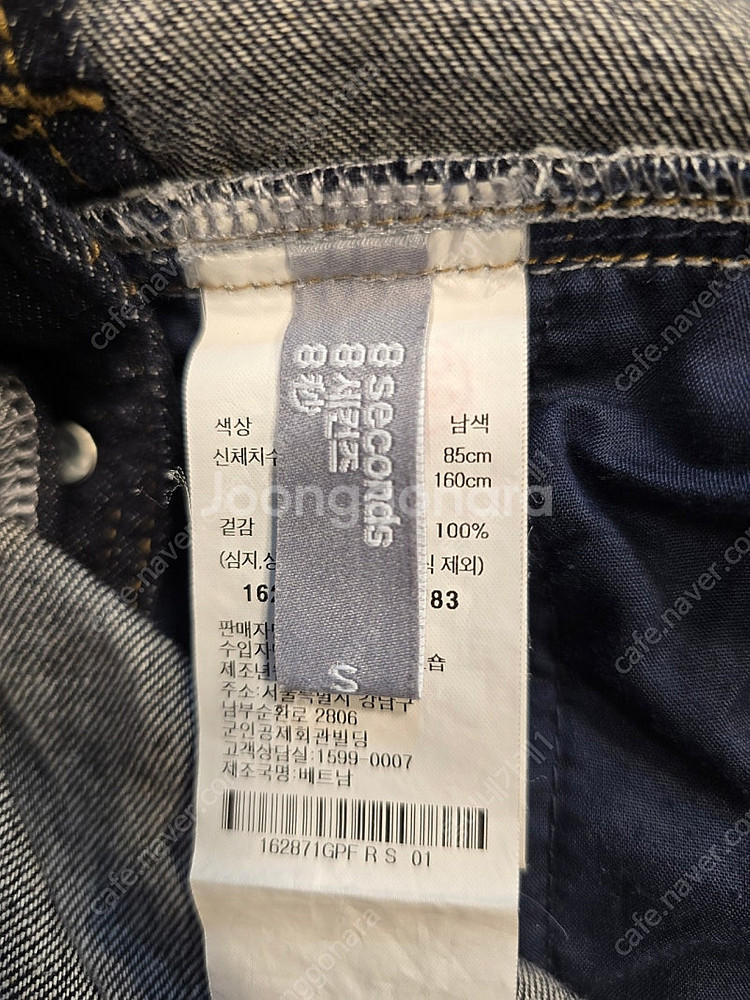 8 seconds
8세컨즈
8秒
S
색상 남색
신체치수 85cm
160cm
겉감 100%
(심지, 제외)
83
판매자
수입자
제조년
주소:서울특별시 강남구
남부순환로 2806
군인공제회관빌딩
고객상담실:1599-0007
제조국명:베트남
162871GPF R S 01
Joonggonara
cafe.naver.com